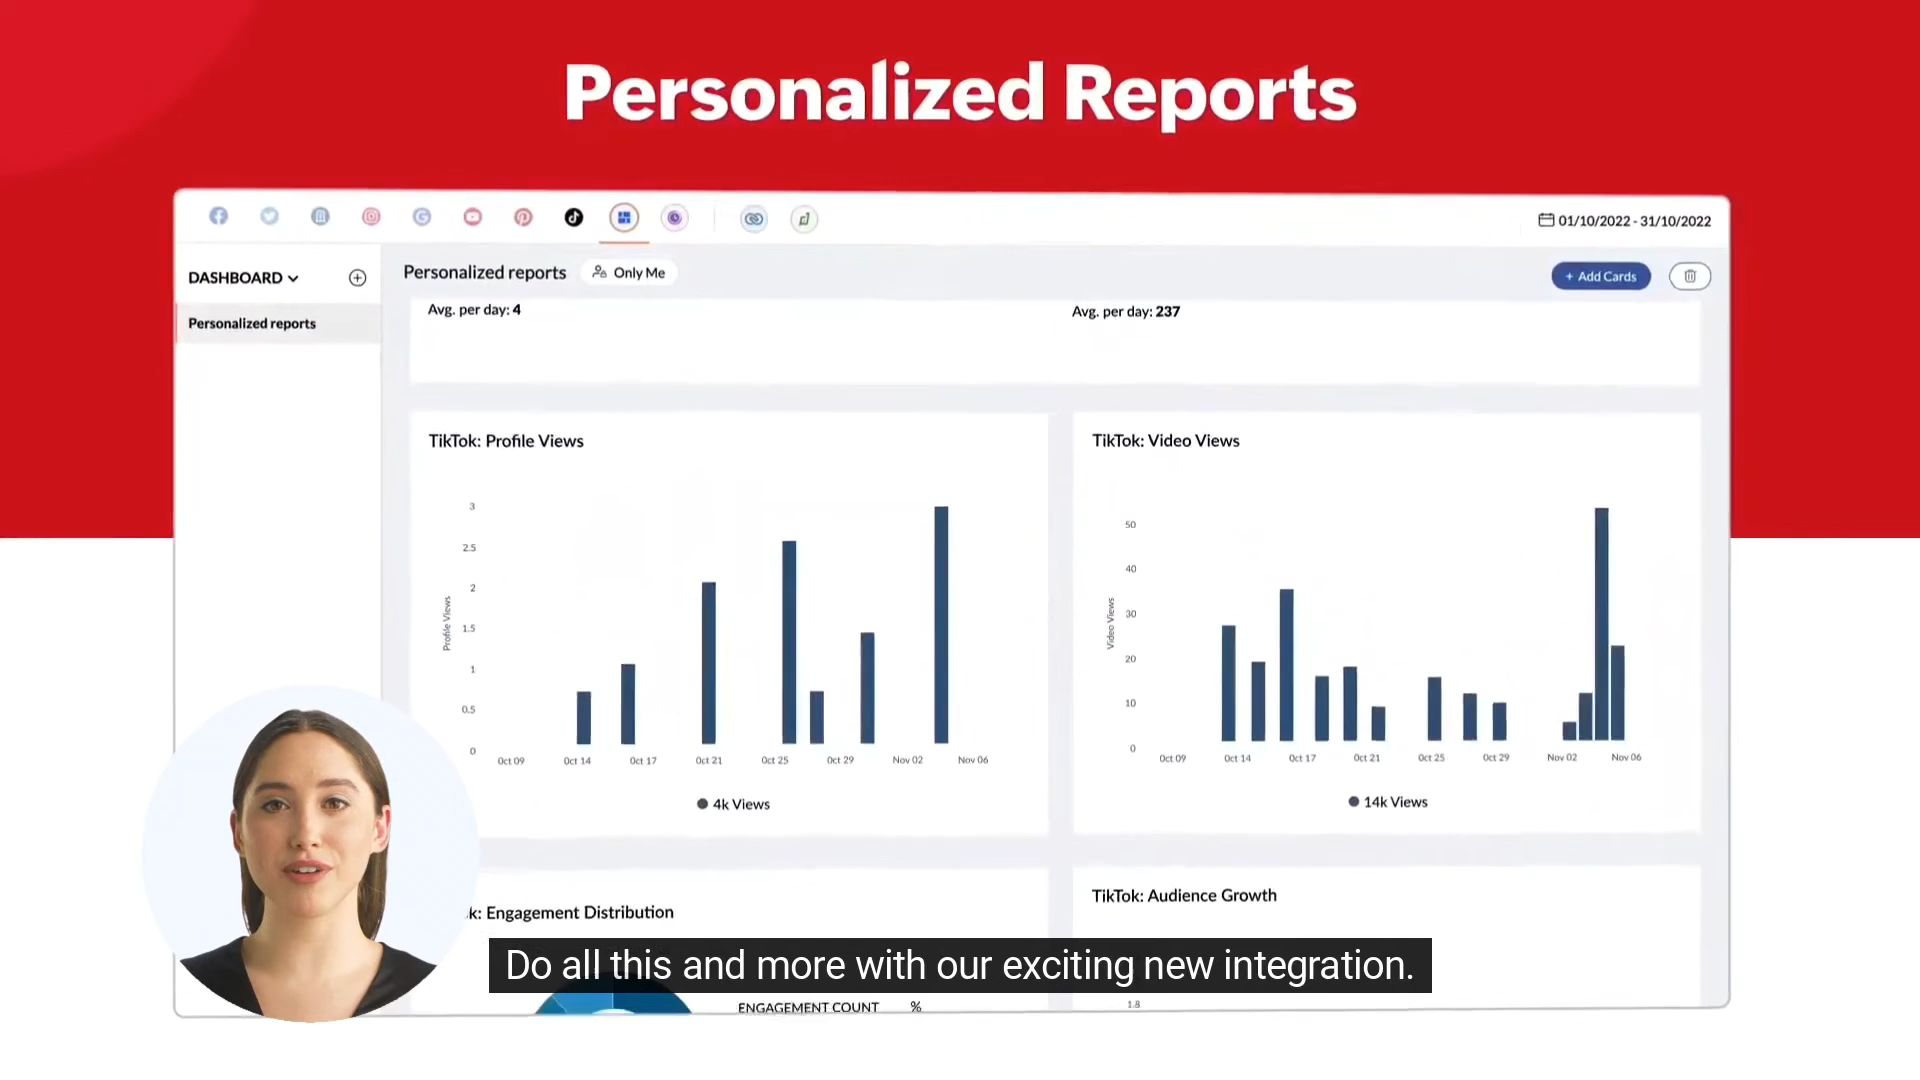 Personalized Reports
01/10/2022 - 31/10/2022
DASHBOARD
Personalized reports
Only Me
+ Add Cards
Personalized reports
Avg. per day: 4
Avg. per day: 237
TikTok: Profile Views
3
2.5
2
1.5
1
0.5
0
Profile Views
Oct 09
Oct 14
Oct 17
Oct 21
Oct 25
Oct 29
Nov 02
Nov 06
4k Views
TikTok: Video Views
50
40
30
20
10
0
Video Views
Oct 09
Oct 14
Oct 17
Oct 21
Oct 25
Oct 29
Nov 02
Nov 06
14k Views
k: Engagement Distribution
TikTok: Audience Growth
Do all this and more with our exciting new integration.
ENGAGEMENT COUNT %
1.8